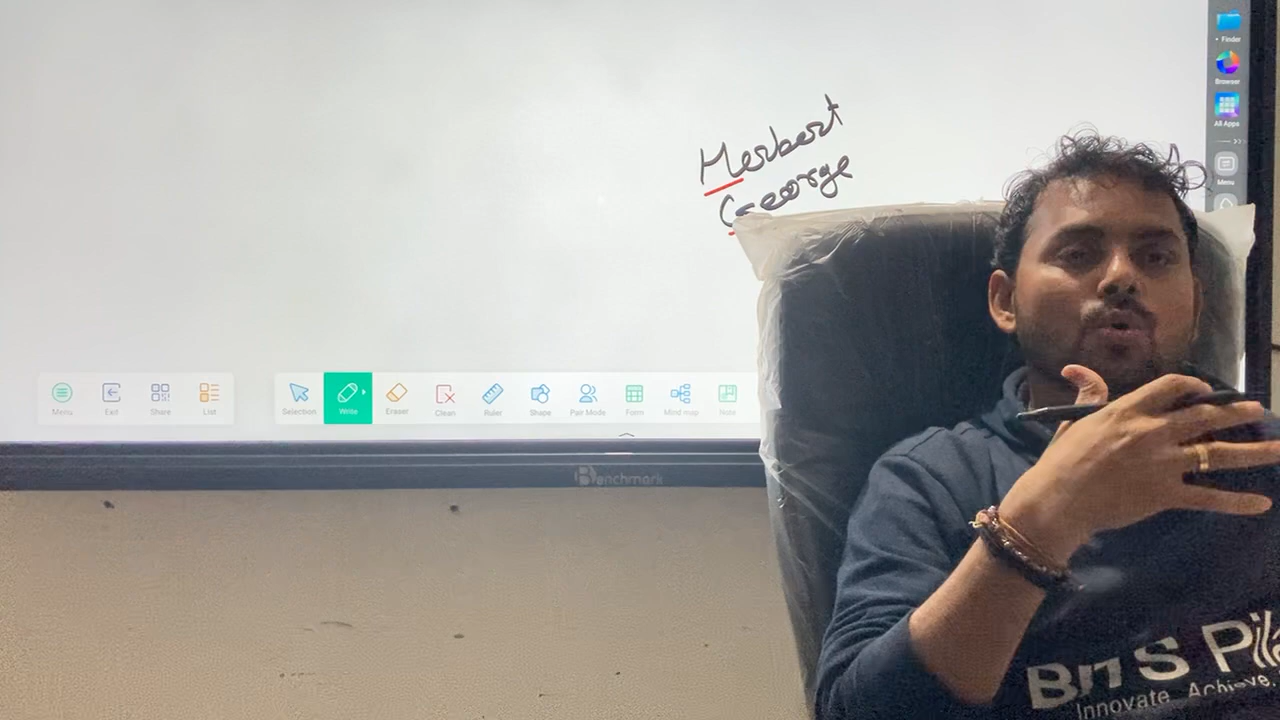 Finder
Browser
All Apps
Menu
Herbert
George
Menu
Exit
Share
List
Selection
Write
Eraser
Clean
Ruler
Shape
Pair Mode
Form
Mind map
Note
Benchmark
BITS Pila
Innovate Achieve